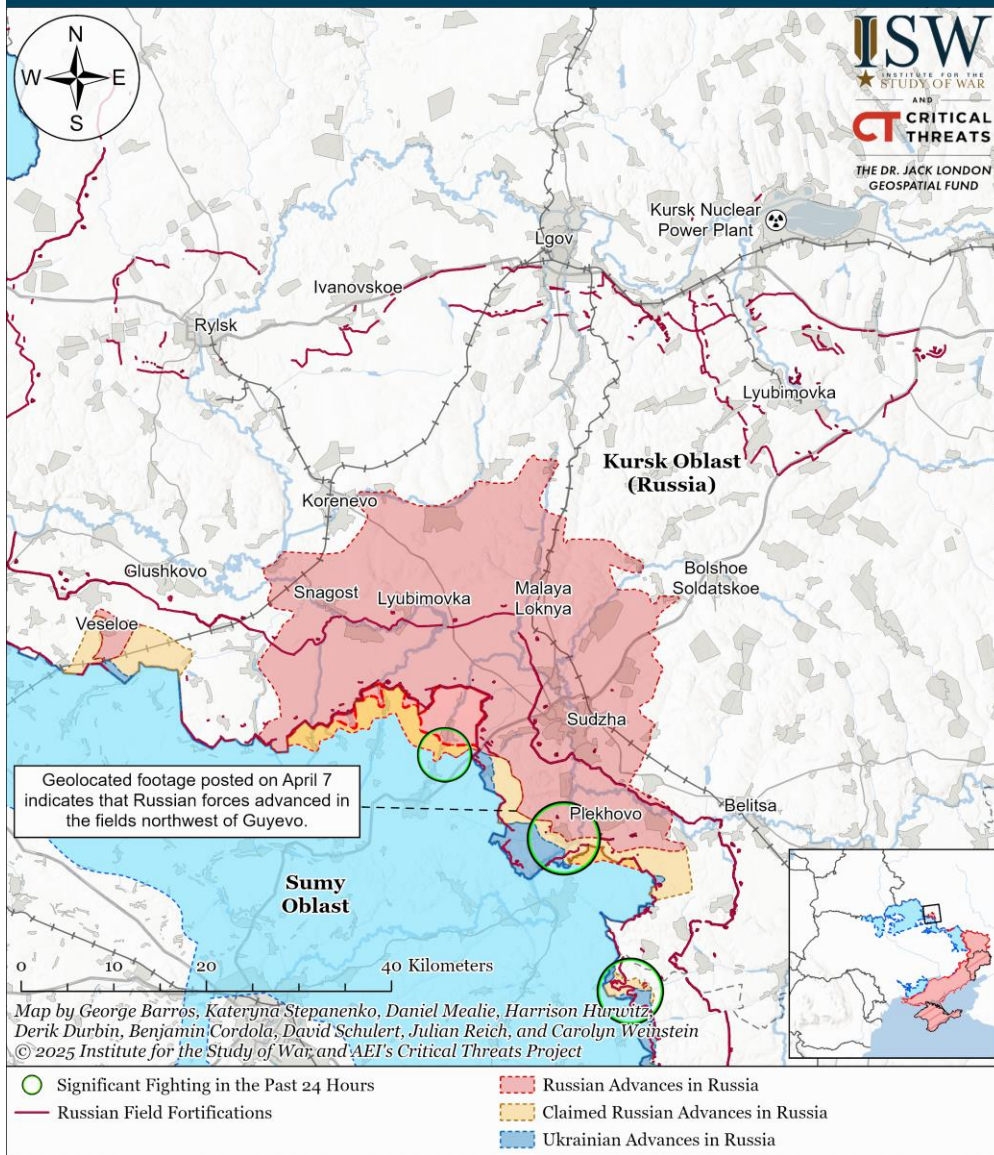 N
W E
S
ISW
INSTITUTE FOR THE
STUDY OF WAR
AND
CT CRITICAL
THREATS
THE DR. JACK LONDON
GEOSPATIAL FUND
Kursk Nuclear
Power Plant
Lgov
Ivanovskoe
Rylsk
Lyubimovka
Kursk Oblast
(Russia)
Korenevo
Glushkovo
Snagost
Lyubimovka
Malaya
Loknya
Bolshoe
Soldatskoe
Veseloe
Sudzha
Geolocated footage posted on April 7
indicates that Russian forces advanced in
the fields northwest of Guyevo.
Plekhovo
Belitsa
Sumy
Oblast
0 10 20 40 Kilometers
Map by George Barros, Kateryna Stepanenko, Daniel Mealie, Harrison Hurwitz,
Derik Durbin, Benjamin Cordola, David Schulert, Julian Reich, and Carolyn Weinstein
© 2025 Institute for the Study of War and AEI's Critical Threats Project
Significant Fighting in the Past 24 Hours
Russian Field Fortifications
Russian Advances in Russia
Claimed Russian Advances in Russia
Ukrainian Advances in Russia